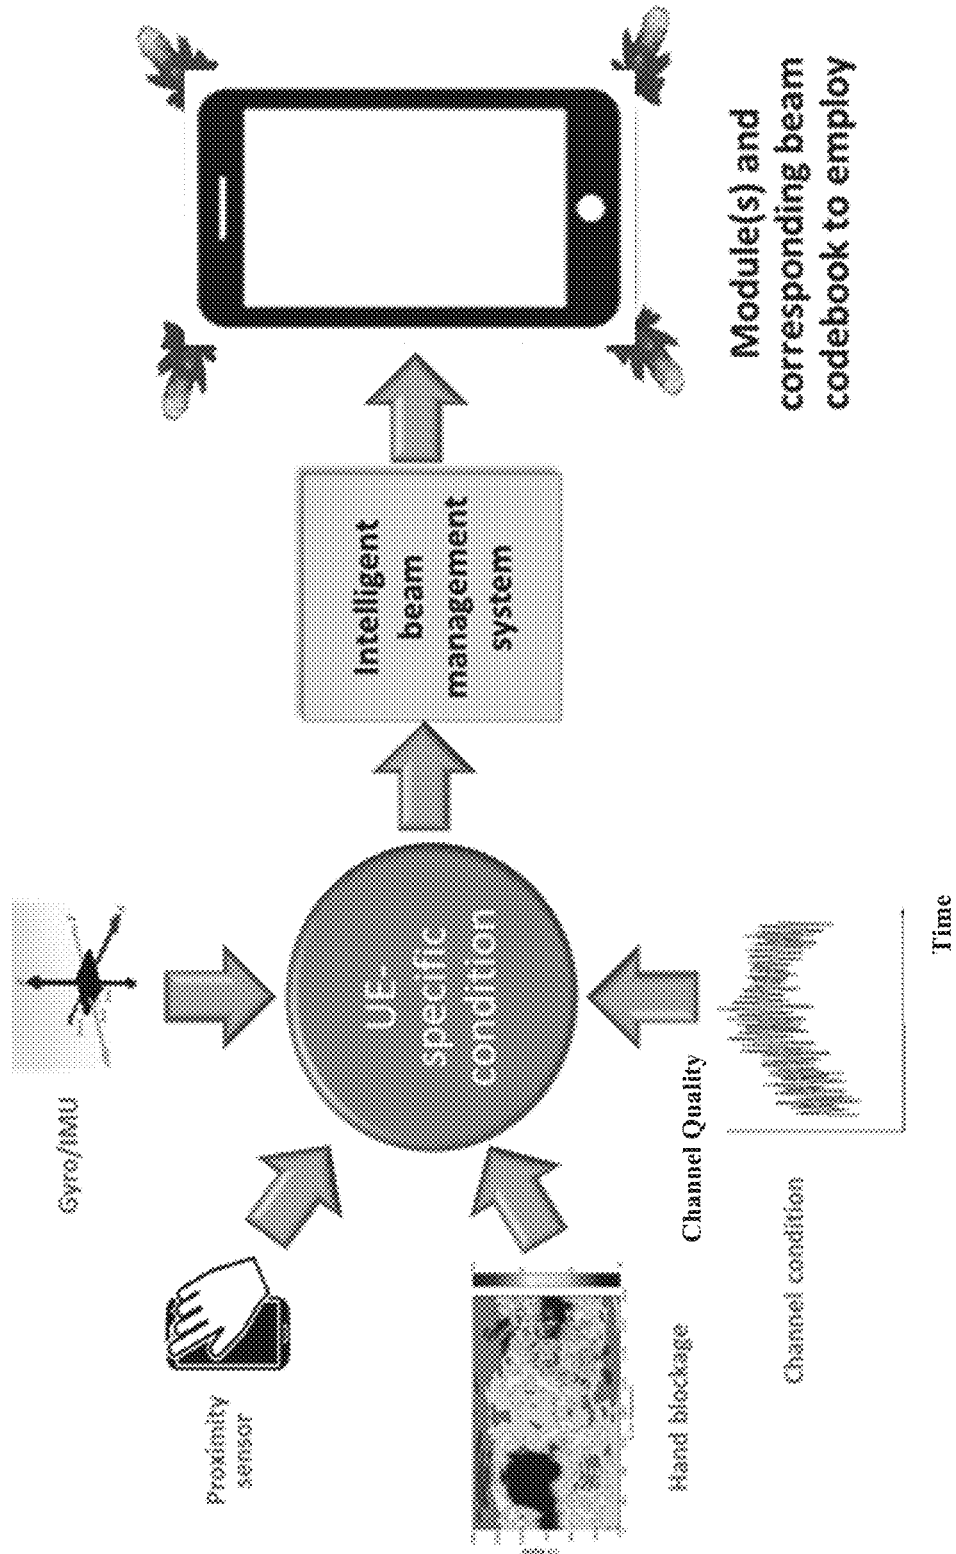 Gyro/IMU
Proximity
sensor
UE-
specific
condition
Intelligent
beam
management
system
Hand blockage
Channel Quality
Channel condition
Time
Module(s) and
corresponding beam
codebook to employ